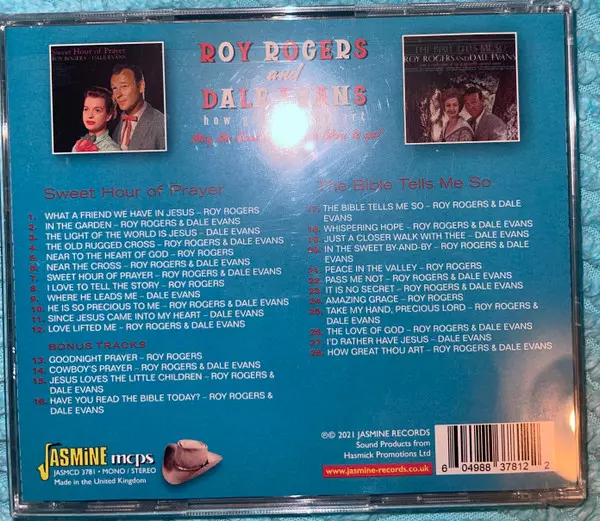 Sweet Hour of Prayer
ROY ROGERS · DALE EVANS
ROY ROGERS
and
DALE EVANS
how
THE BIBLE TELLS ME SO
ROY ROGERS AND DALE EVANS
Sweet Hour of Prayer
1. WHAT A FRIEND WE HAVE IN JESUS – ROY ROGERS
2. IN THE GARDEN – ROY ROGERS & DALE EVANS
3. THE LIGHT OF THE WORLD IS JESUS – DALE EVANS
4. THE OLD RUGGED CROSS – ROY ROGERS & DALE EVANS
5. NEAR TO THE HEART OF GOD – ROY ROGERS
6. NEAR THE CROSS – ROY ROGERS & DALE EVANS
7. SWEET HOUR OF PRAYER – ROY ROGERS & DALE EVANS
8. I LOVE TO TELL THE STORY – ROY ROGERS
9. WHERE HE LEADS ME – DALE EVANS
10. HE IS SO PRECIOUS TO ME – ROY ROGERS & DALE EVANS
11. SINCE JESUS CAME INTO MY HEART – DALE EVANS
12. LOVE LIFTED ME – ROY ROGERS & DALE EVANS
BONUS TRACKS
13. GOODNIGHT PRAYER – ROY ROGERS
14. COWBOY'S PRAYER – ROY ROGERS & DALE EVANS
15. JESUS LOVES THE LITTLE CHILDREN – ROY ROGERS &
DALE EVANS
16. HAVE YOU READ THE BIBLE TODAY? – ROY ROGERS &
DALE EVANS
The Bible Tells Me So
17. THE BIBLE TELLS ME SO – ROY ROGERS & DALE
EVANS
18. WHISPERING HOPE – ROY ROGERS & DALE EVANS
19. JUST A CLOSER WALK WITH THEE – DALE EVANS
20. IN THE SWEET BY-AND-BY – ROY ROGERS & DALE
EVANS
21. PEACE IN THE VALLEY – ROY ROGERS
22. PASS ME NOT – ROY ROGERS & DALE EVANS
23. IT IS NO SECRET – ROY ROGERS & DALE EVANS
24. AMAZING GRACE – ROY ROGERS
25. TAKE MY HAND, PRECIOUS LORD – ROY ROGERS &
DALE EVANS
26. THE LOVE OF GOD – ROY ROGERS & DALE EVANS
27. I'D RATHER HAVE JESUS – DALE EVANS
28. HOW GREAT THOU ART – ROY ROGERS & DALE EVANS
JASMINE mcps
JASMCD 3781 • MONO / STEREO
Made in the United Kingdom
℗© 2021 JASMINE RECORDS
Sound Products from
Hasmick Promotions Ltd
www.jasmine-records.co.uk
6 04988 37812 2